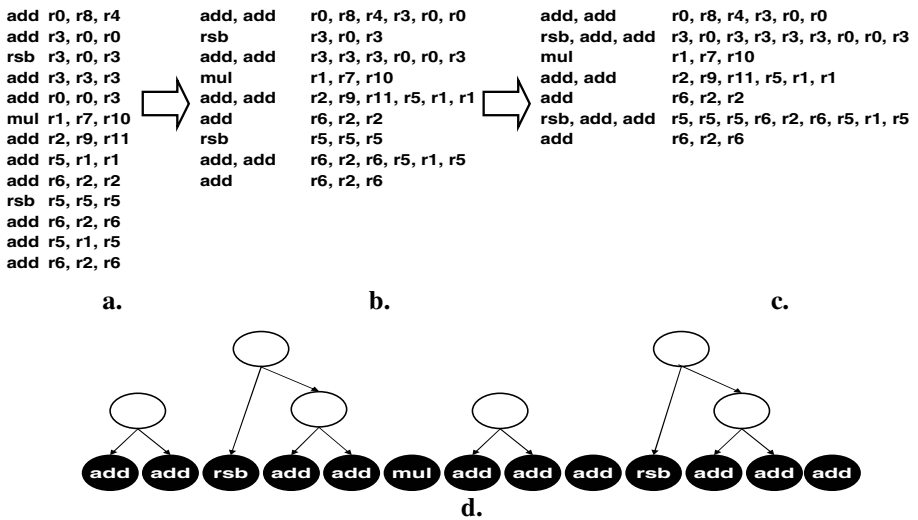 add r0, r8, r4
add r3, r0, r0
rsb r3, r0, r3
add r3, r3, r3
add r0, r0, r3
mul r1, r7, r10
add r2, r9, r11
add r5, r1, r1
add r6, r2, r2
rsb r5, r5, r5
add r6, r2, r6
add r5, r1, r5
add r6, r2, r6
a.
add, add r0, r8, r4, r3, r0, r0
rsb r3, r0, r3
add, add r3, r3, r3, r0, r0, r3
mul r1, r7, r10
add, add r2, r9, r11, r5, r1, r1
add r6, r2, r2
rsb r5, r5, r5
add, add r6, r2, r6, r5, r1, r5
add r6, r2, r6
b.
add, add r0, r8, r4, r3, r0, r0
rsb, add, add r3, r0, r3, r3, r3, r3, r0, r0, r3
mul r1, r7, r10
add, add r2, r9, r11, r5, r1, r1
add r6, r2, r2
rsb, add, add r5, r5, r5, r6, r2, r6, r5, r1, r5
add r6, r2, r6
c.
add add rsb add add mul add add add rsb add add add
d.